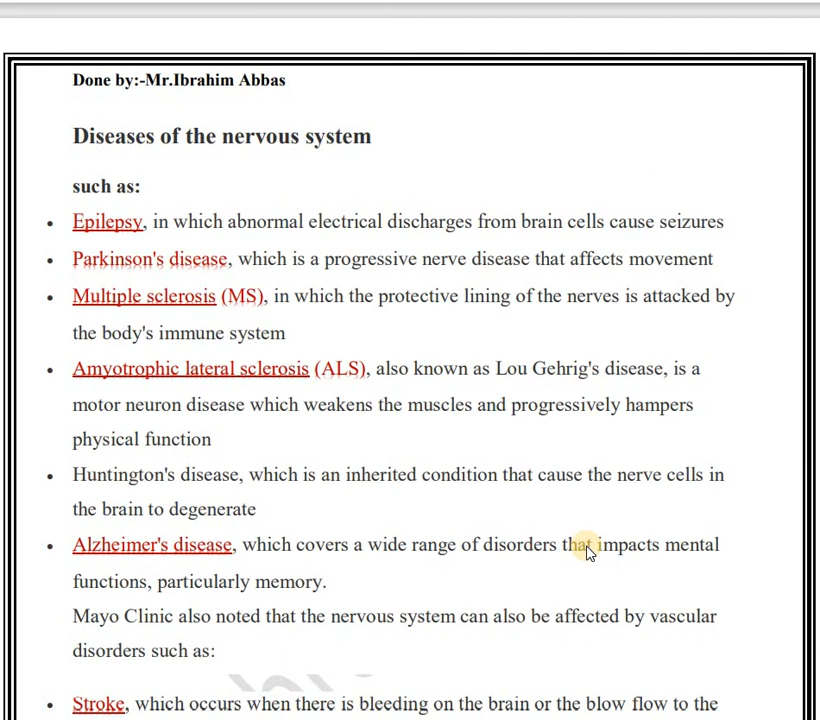 Done by:-Mr.Ibrahim Abbas
Diseases of the nervous system
such as:
• Epilepsy, in which abnormal electrical discharges from brain cells cause seizures
• Parkinson's disease, which is a progressive nerve disease that affects movement
• Multiple sclerosis (MS), in which the protective lining of the nerves is attacked by
the body's immune system
• Amyotrophic lateral sclerosis (ALS), also known as Lou Gehrig's disease, is a
motor neuron disease which weakens the muscles and progressively hampers
physical function
• Huntington's disease, which is an inherited condition that cause the nerve cells in
the brain to degenerate
• Alzheimer's disease, which covers a wide range of disorders that impacts mental
functions, particularly memory.
Mayo Clinic also noted that the nervous system can also be affected by vascular
disorders such as:
• Stroke, which occurs when there is bleeding on the brain or the blow flow to the